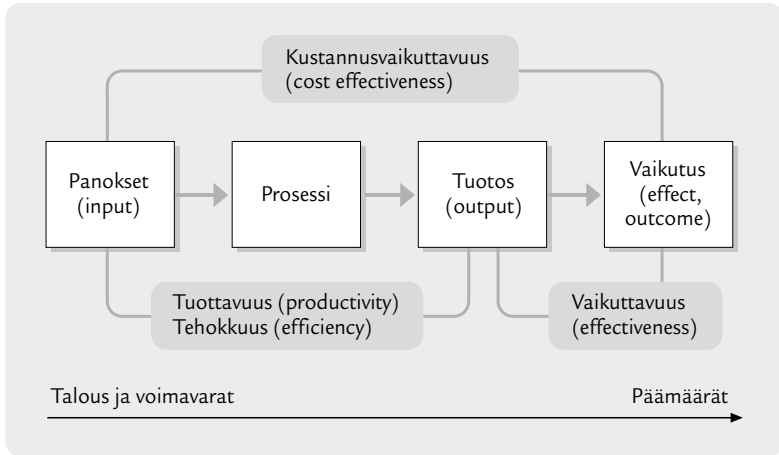 Kustannusvaikuttavuus
(cost effectiveness)
Panokset
(input)
Prosessi
Tuotos
(output)
Vaikutus
(effect,
outcome)
Tuottavuus (productivity)
Tehokkuus (efficiency)
Vaikuttavuus
(effectiveness)
Talous ja voimavarat
Päämäärät